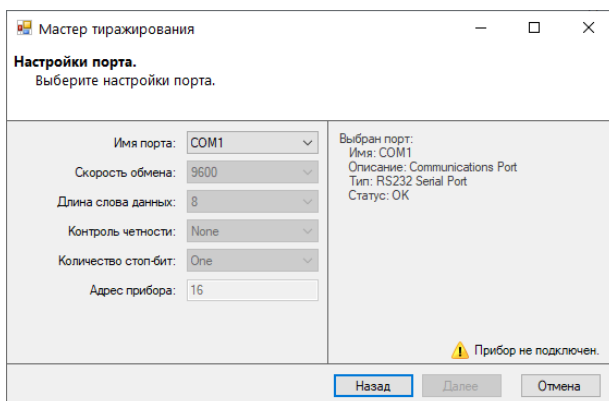 Мастер тиражирования
Настройки порта.
Выберите настройки порта.
Имя порта: COM1
Скорость обмена: 9600
Длина слова данных: 8
Контроль четности: None
Количество стоп-бит: One
Адрес прибора: 16
Выбран порт:
Имя: COM1
Описание: Communications Port
Тип: RS232 Serial Port
Статус: OK
Прибор не подключен.
Назад Далее Отмена